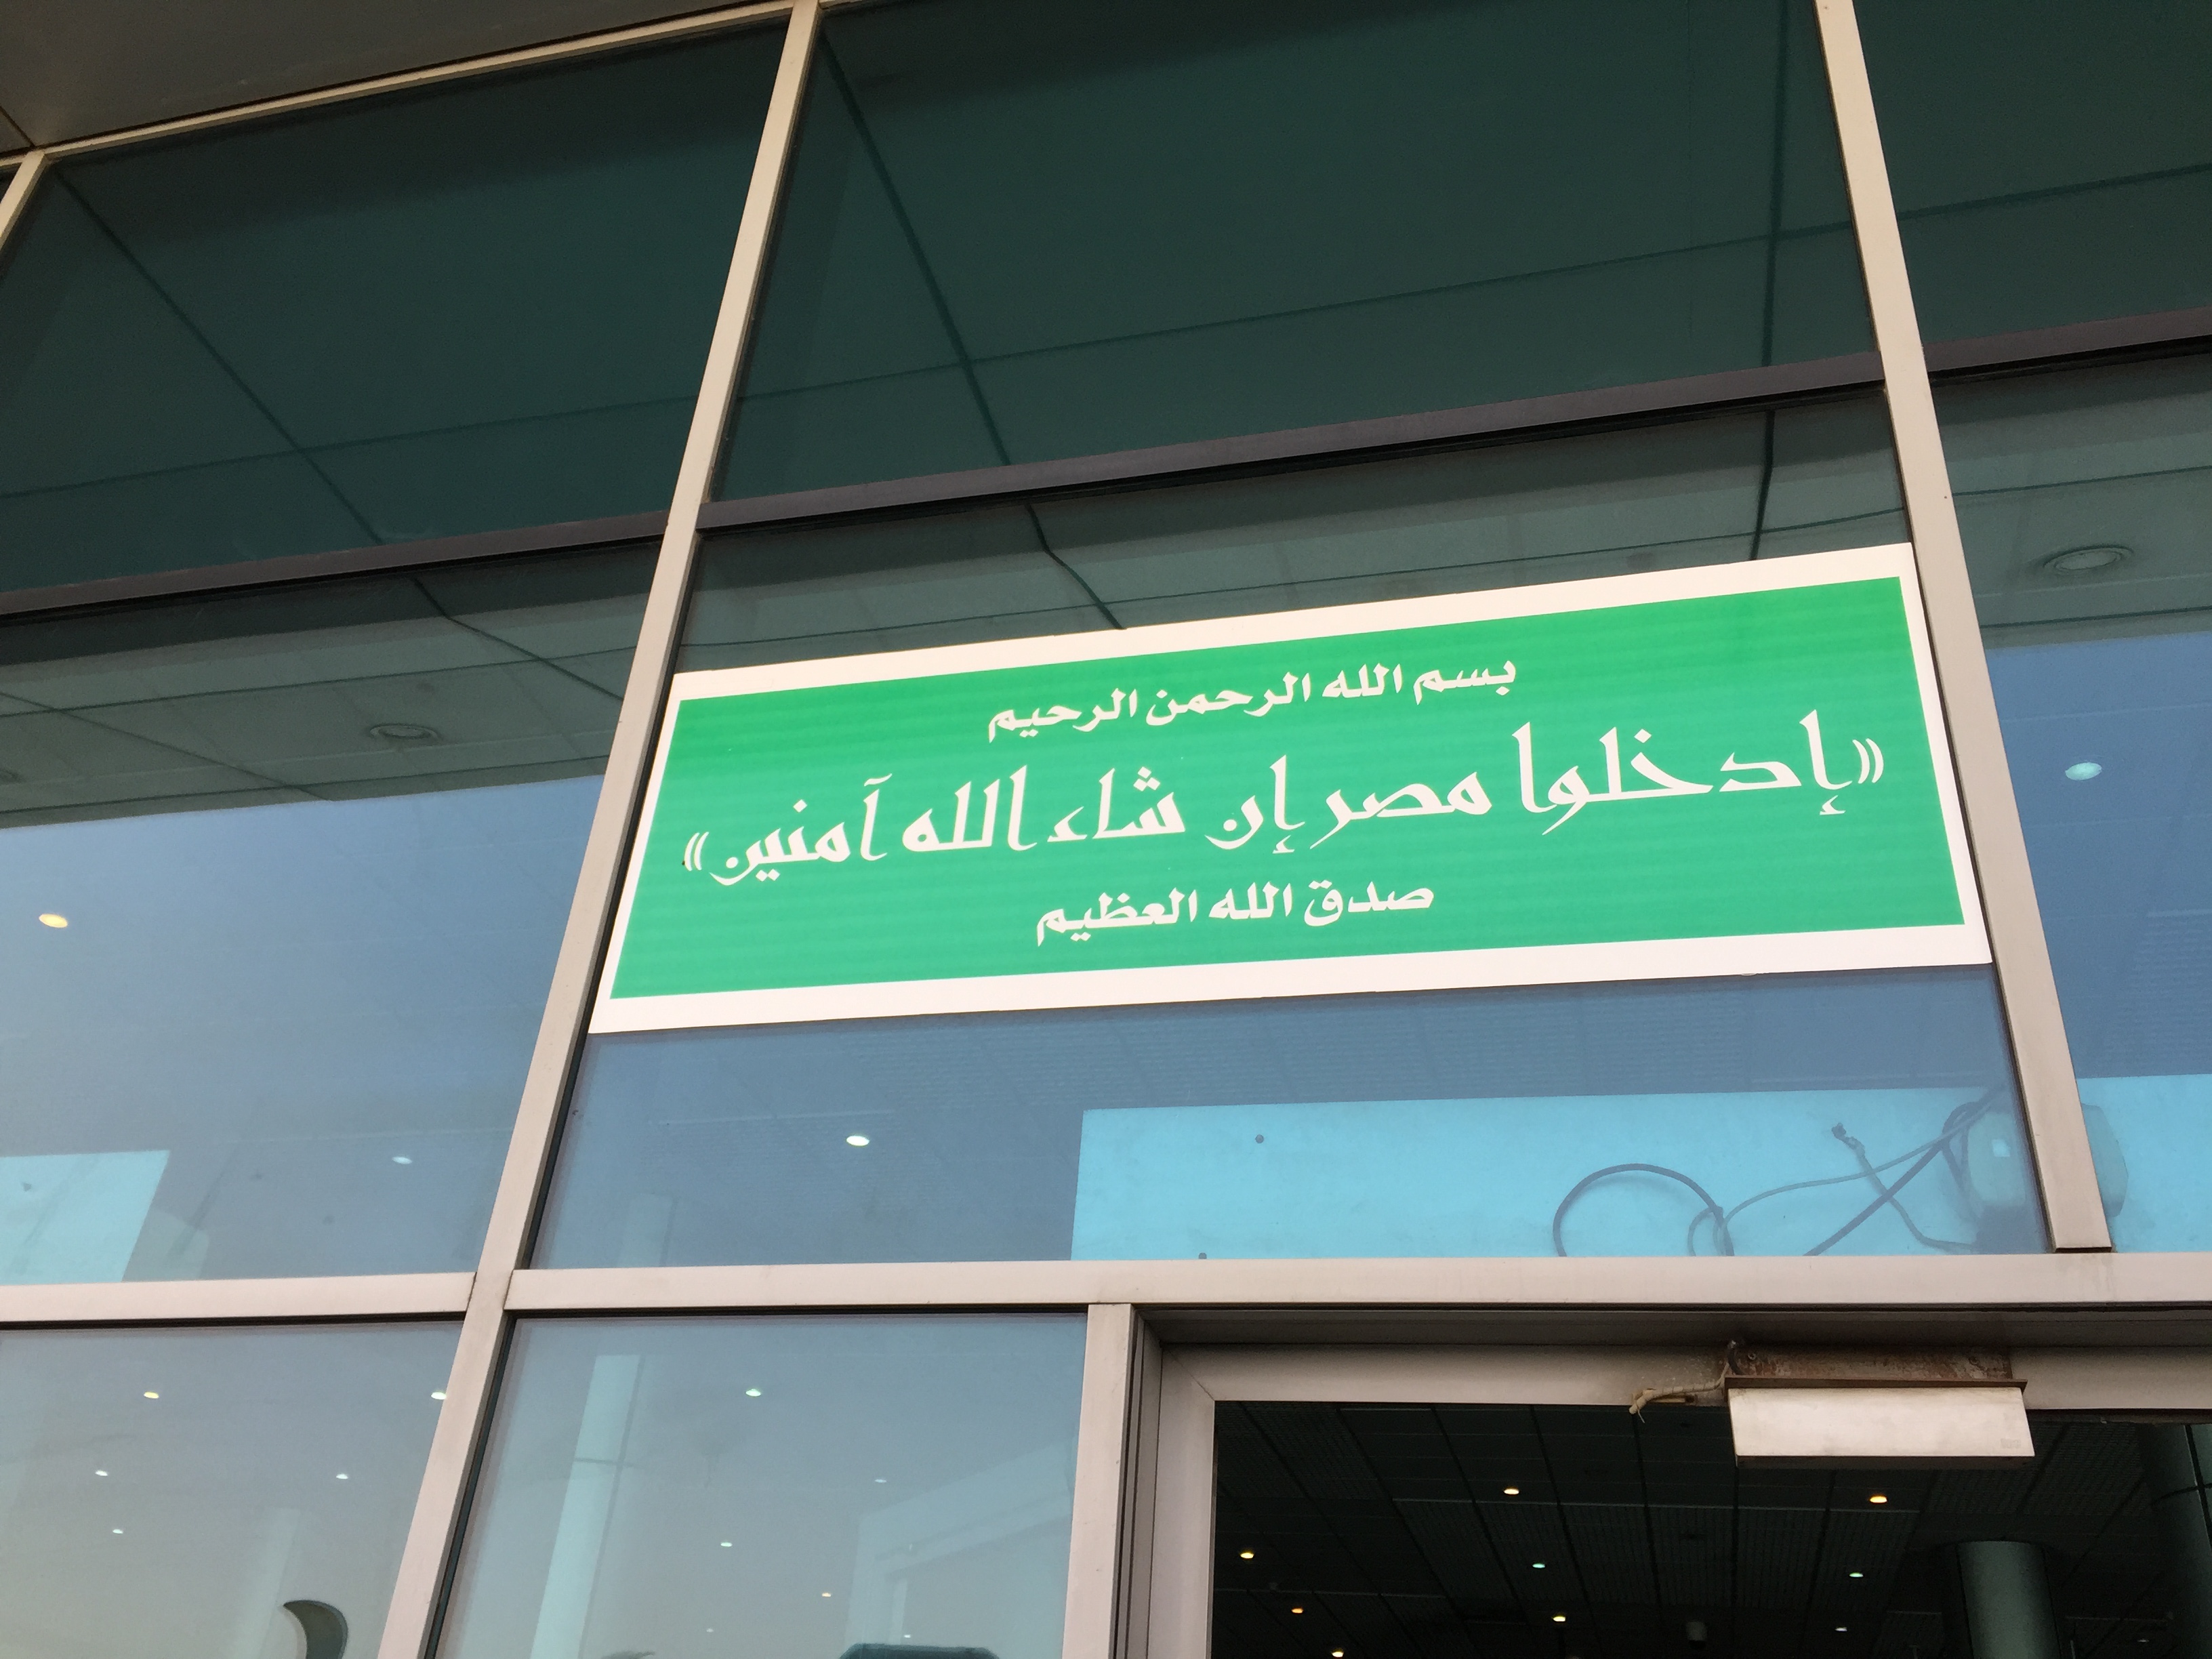 بسم الله الرحمن الرحيم
«إدخلوا مصر إن شاء الله آمنين»
صدق الله العظيم